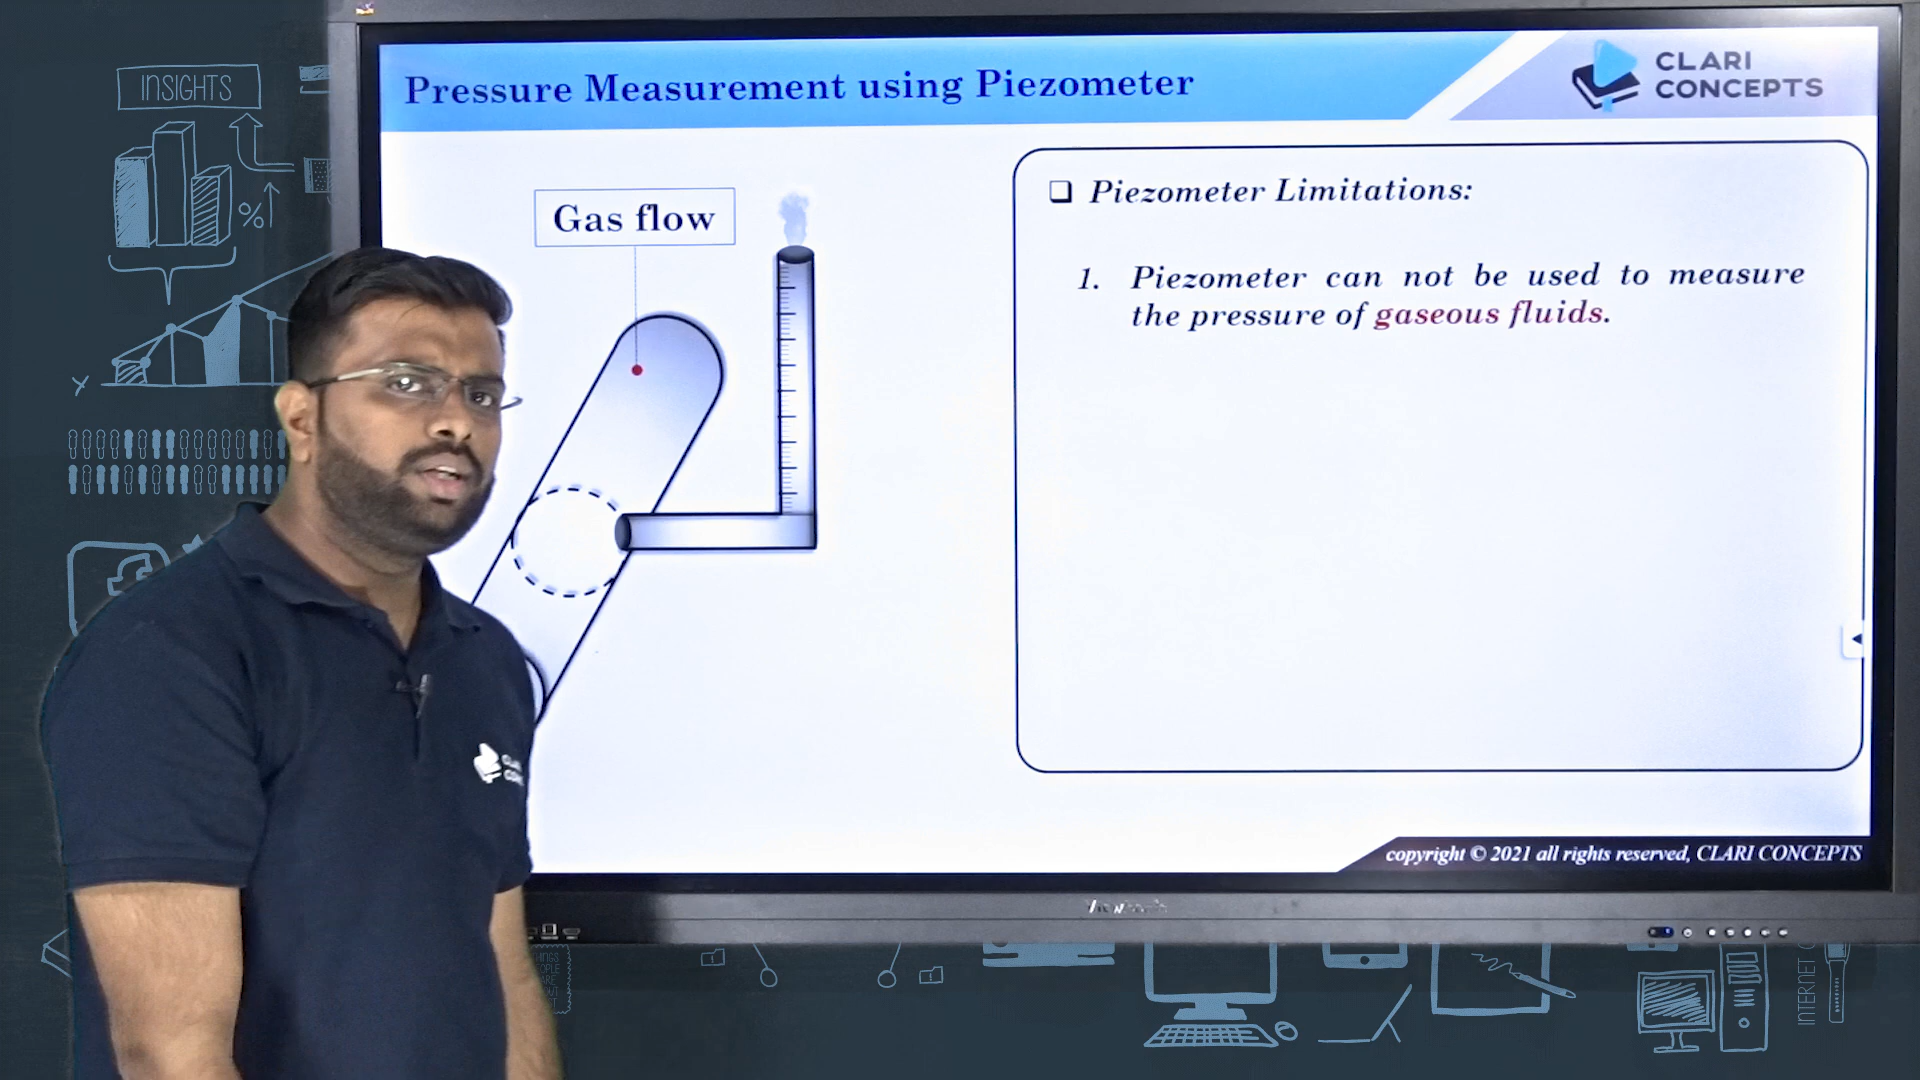 INSIGHTS
%
X
Pressure Measurement using Piezometer
CLARI
CONCEPTS
Gas flow
❑ Piezometer Limitations:
1. Piezometer can not be used to measure
the pressure of gaseous fluids.
copyright © 2021 all rights reserved, CLARI CONCEPTS
INTERNET